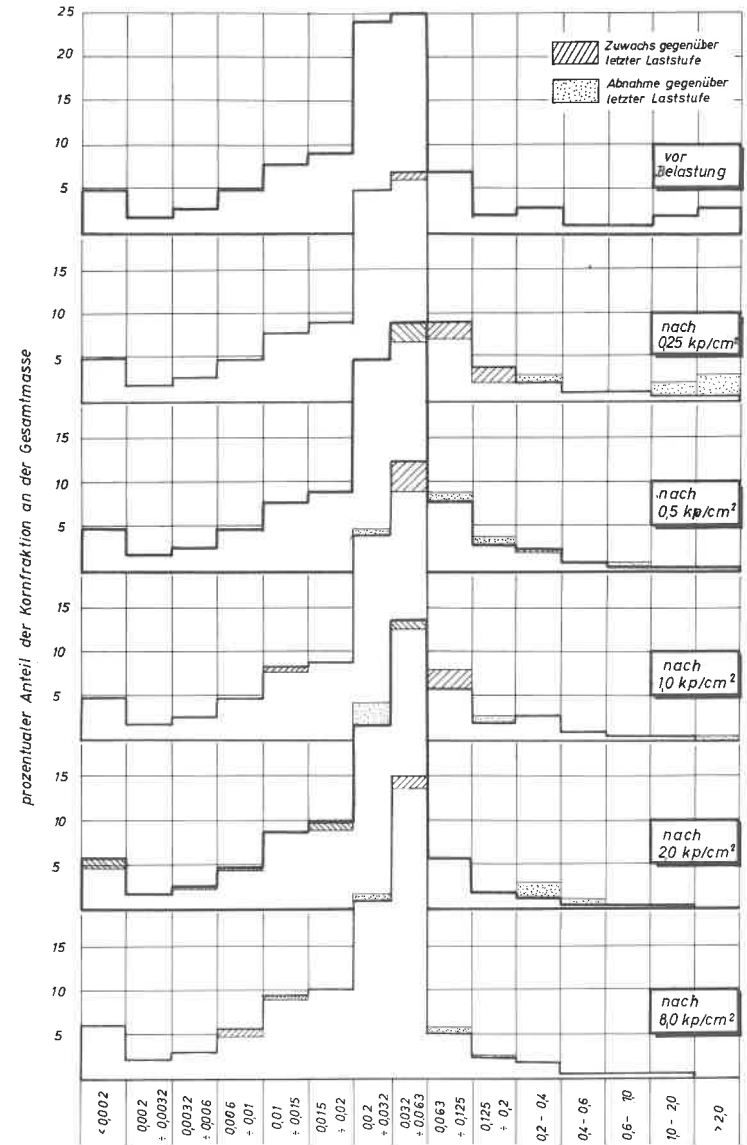 25
20
15
10
5
Zuwachs gegenüber
letzter Laststufe
Abnahme gegenüber
letzter Laststufe
vor
Belastung
15
10
5
nach
0,25 kp/cm²
15
10
5
nach
0,5 kp/cm²
15
10
5
nach
1,0 kp/cm²
15
10
5
nach
2,0 kp/cm²
15
10
5
nach
8,0 kp/cm²
prozentualer Anteil der Kornfraktion an der Gesamtmasse
< 0,002
0,002
÷ 0,0032
0,0032
÷ 0,006
0,006
÷ 0,01
0,01
÷ 0,015
0,015
÷ 0,02
0,02
÷ 0,032
0,032
÷ 0,063
0,063
÷ 0,125
0,125
÷ 0,2
0,2 - 0,4
0,4 - 0,6
0,6 - 1,0
1,0 - 2,0
> 2,0